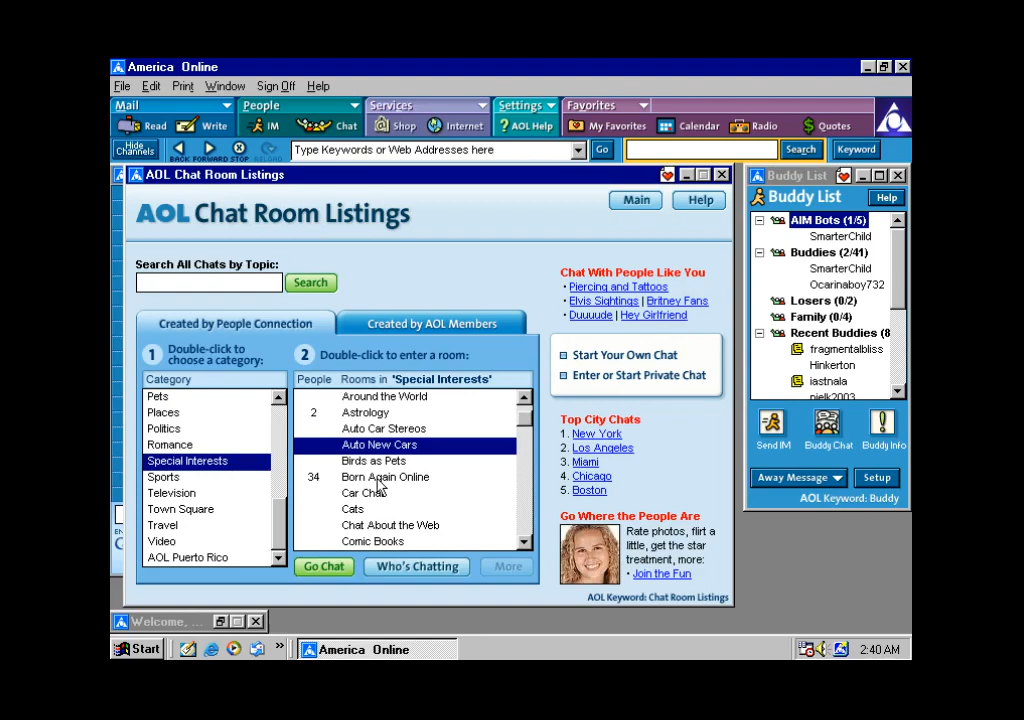 America Online
File Edit Print Window Sign Off Help
Mail People Services Settings Favorites
Read Write IM Chat Shop Internet AOL Help My Favorites Calendar Radio Quotes
Hide Channels BACK FORWARD STOP RELOAD Type Keywords or Web Addresses here Go Search Keyword
AOL Chat Room Listings
AOL Chat Room Listings
Main Help
Search All Chats by Topic:
Search
Created by People Connection Created by AOL Members
1 Double-click to choose a category:
2 Double-click to enter a room:
Category
Pets
Places
Politics
Romance
Special Interests
Sports
Television
Town Square
Travel
Video
AOL Puerto Rico
People Rooms in 'Special Interests'
Around the World
2 Astrology
Auto Car Stereos
Auto New Cars
Birds as Pets
34 Born Again Online
Car Chat
Cats
Chat About the Web
Comic Books
Go Chat Who's Chatting More
Chat With People Like You
· Piercing and Tattoos
· Elvis Sightings | Britney Fans
· Duuuude | Hey Girlfriend
Start Your Own Chat
Enter or Start Private Chat
Top City Chats
1. New York
2. Los Angeles
3. Miami
4. Chicago
5. Boston
Go Where the People Are
Rate photos, flirt a
little, get the star
treatment, more:
· Join the Fun
AOL Keyword: Chat Room Listings
Buddy List
Buddy List Help
AIM Bots (1/5)
SmarterChild
Buddies (2/41)
SmarterChild
Ocarinaboy732
Losers (0/2)
Family (0/4)
Recent Buddies (8
fragmentalbliss
Hinkerton
iastnala
Send IM Buddy Chat Buddy Info
Away Message Setup
AOL Keyword: Buddy
Welcome, ...
Start America Online 2:40 AM